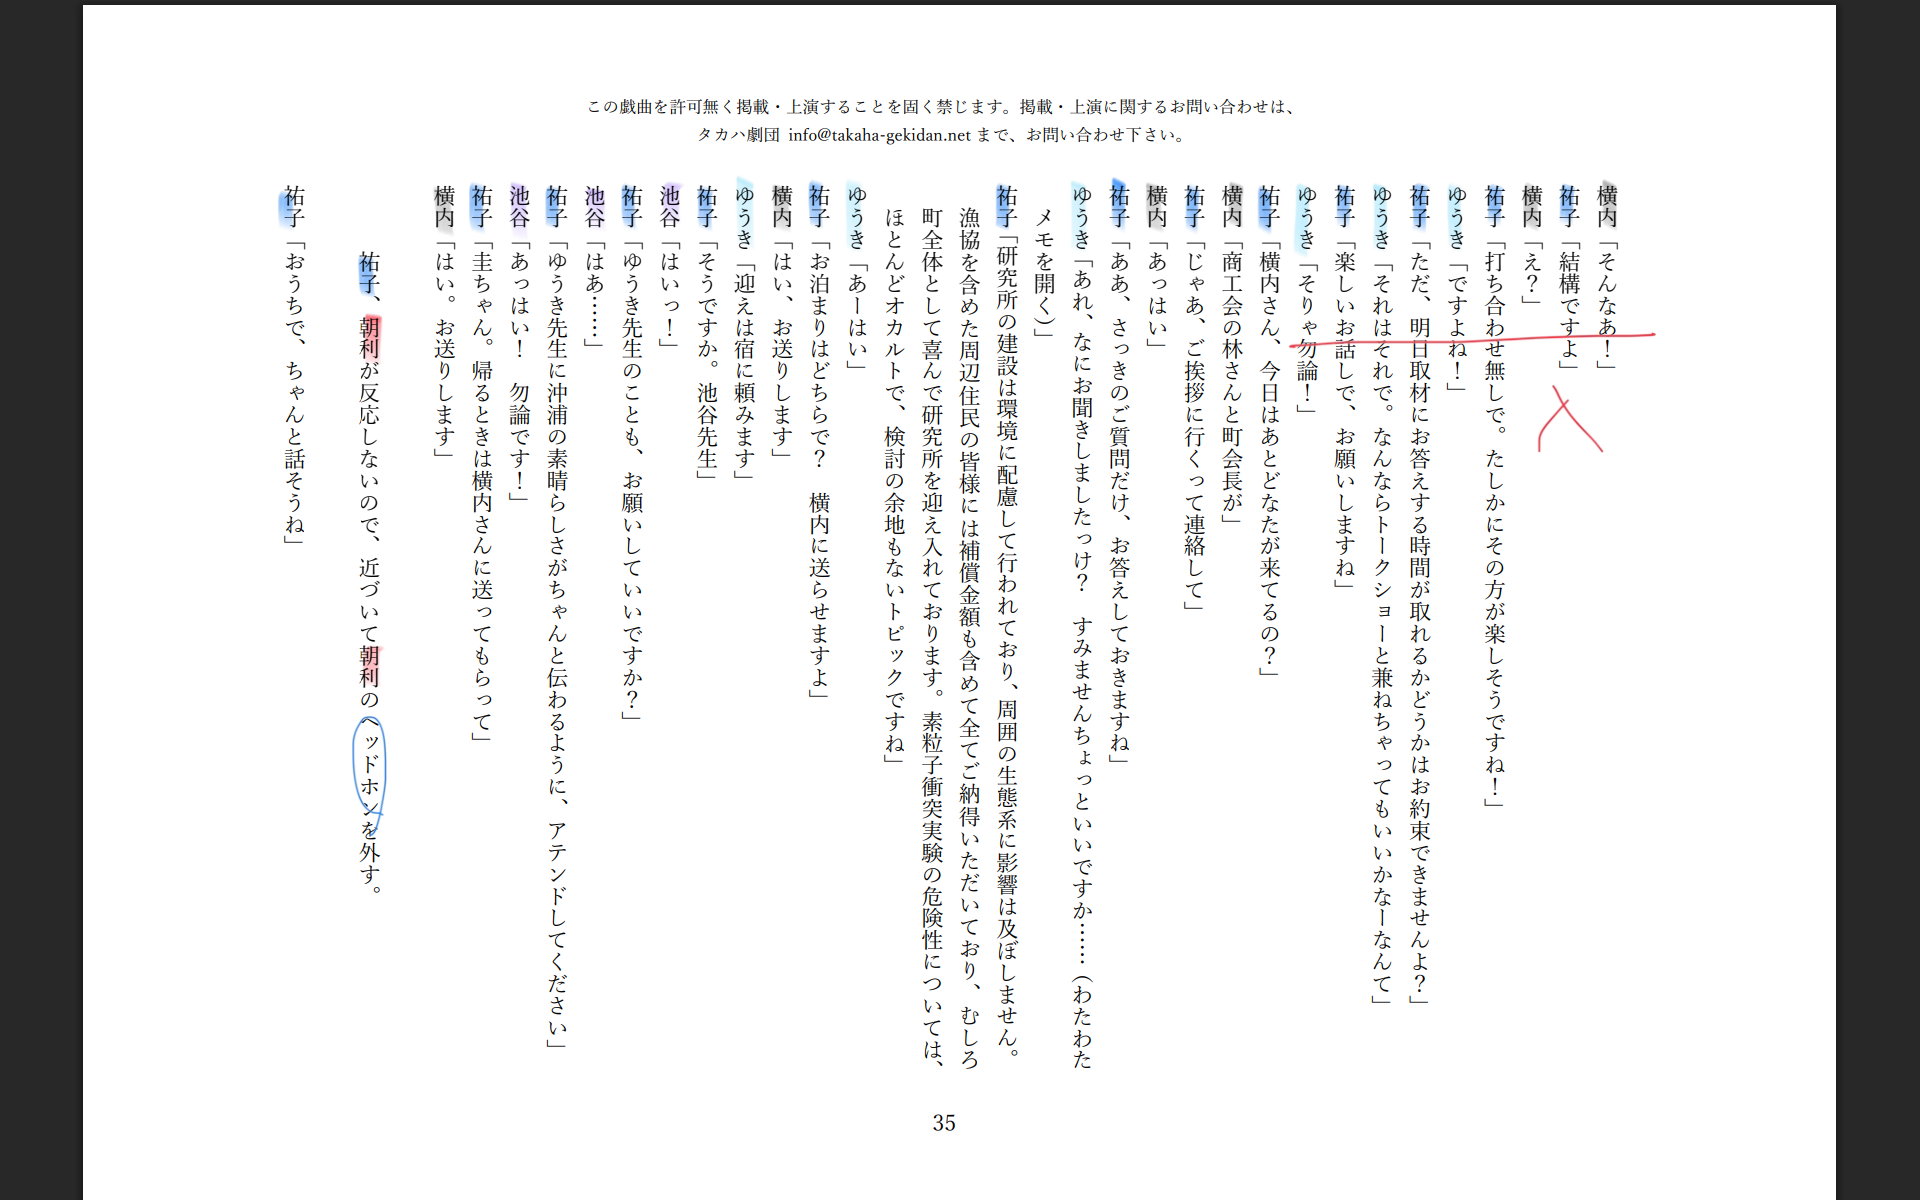 この戯曲を許可無く掲載・上演することを固く禁じます。掲載・上演に関するお問い合わせは、
タカハ劇団 info@takaha-gekidan.net まで、お問い合わせ下さい。
横内「そんなあ！」
祐子「結構ですよ」
横内「え？」
祐子「打ち合わせ無しで。たしかにその方が楽しそうですね！」
ゆうき「ですよね！」
祐子「ただ、明日取材にお答えする時間が取れるかどうかはお約束できませんよ？」
ゆうき「それはそれで。なんならトークショーと兼ねちゃってもいいかなーなんて」
祐子「楽しいお話しで、お願いしますね」
ゆうき「そりゃ勿論！」
祐子「横内さん、今日はあとどなたが来てるの？」
横内「商工会の林さんと町会長が」
祐子「じゃあ、ご挨拶に行くって連絡して」
横内「あっはい」
祐子「ああ、さっきのご質問だけ、お答えしておきますね」
ゆうき「あれ、なにお聞きしましたっけ？　すみませんちょっといいですか……（わたわた
メモを開く）」
祐子「研究所の建設は環境に配慮して行われており、周囲の生態系に影響は及ぼしません。
漁協を含めた周辺住民の皆様には補償金額も含めて全てご納得いただいており、むしろ
町全体として喜んで研究所を迎え入れております。素粒子衝突実験の危険性については、
ほとんどオカルトで、検討の余地もないトピックですね」
ゆうき「あーはい」
祐子「お泊まりはどちらで？　横内に送らせますよ」
横内「はい、お送りします」
ゆうき「迎えは宿に頼みます」
祐子「そうですか。池谷先生」
池谷「はいっ！」
祐子「ゆうき先生のことも、お願いしていいですか？」
池谷「はあ……」
祐子「ゆうき先生に沖浦の素晴らしさがちゃんと伝わるように、アテンドしてください」
池谷「あっはい！　勿論です！」
祐子「圭ちゃん。帰るときは横内さんに送ってもらって」
横内「はい。お送りします」
祐子、朝利が反応しないので、近づいて朝利のヘッドホンを外す。
祐子「おうちで、ちゃんと話そうね」
入
35